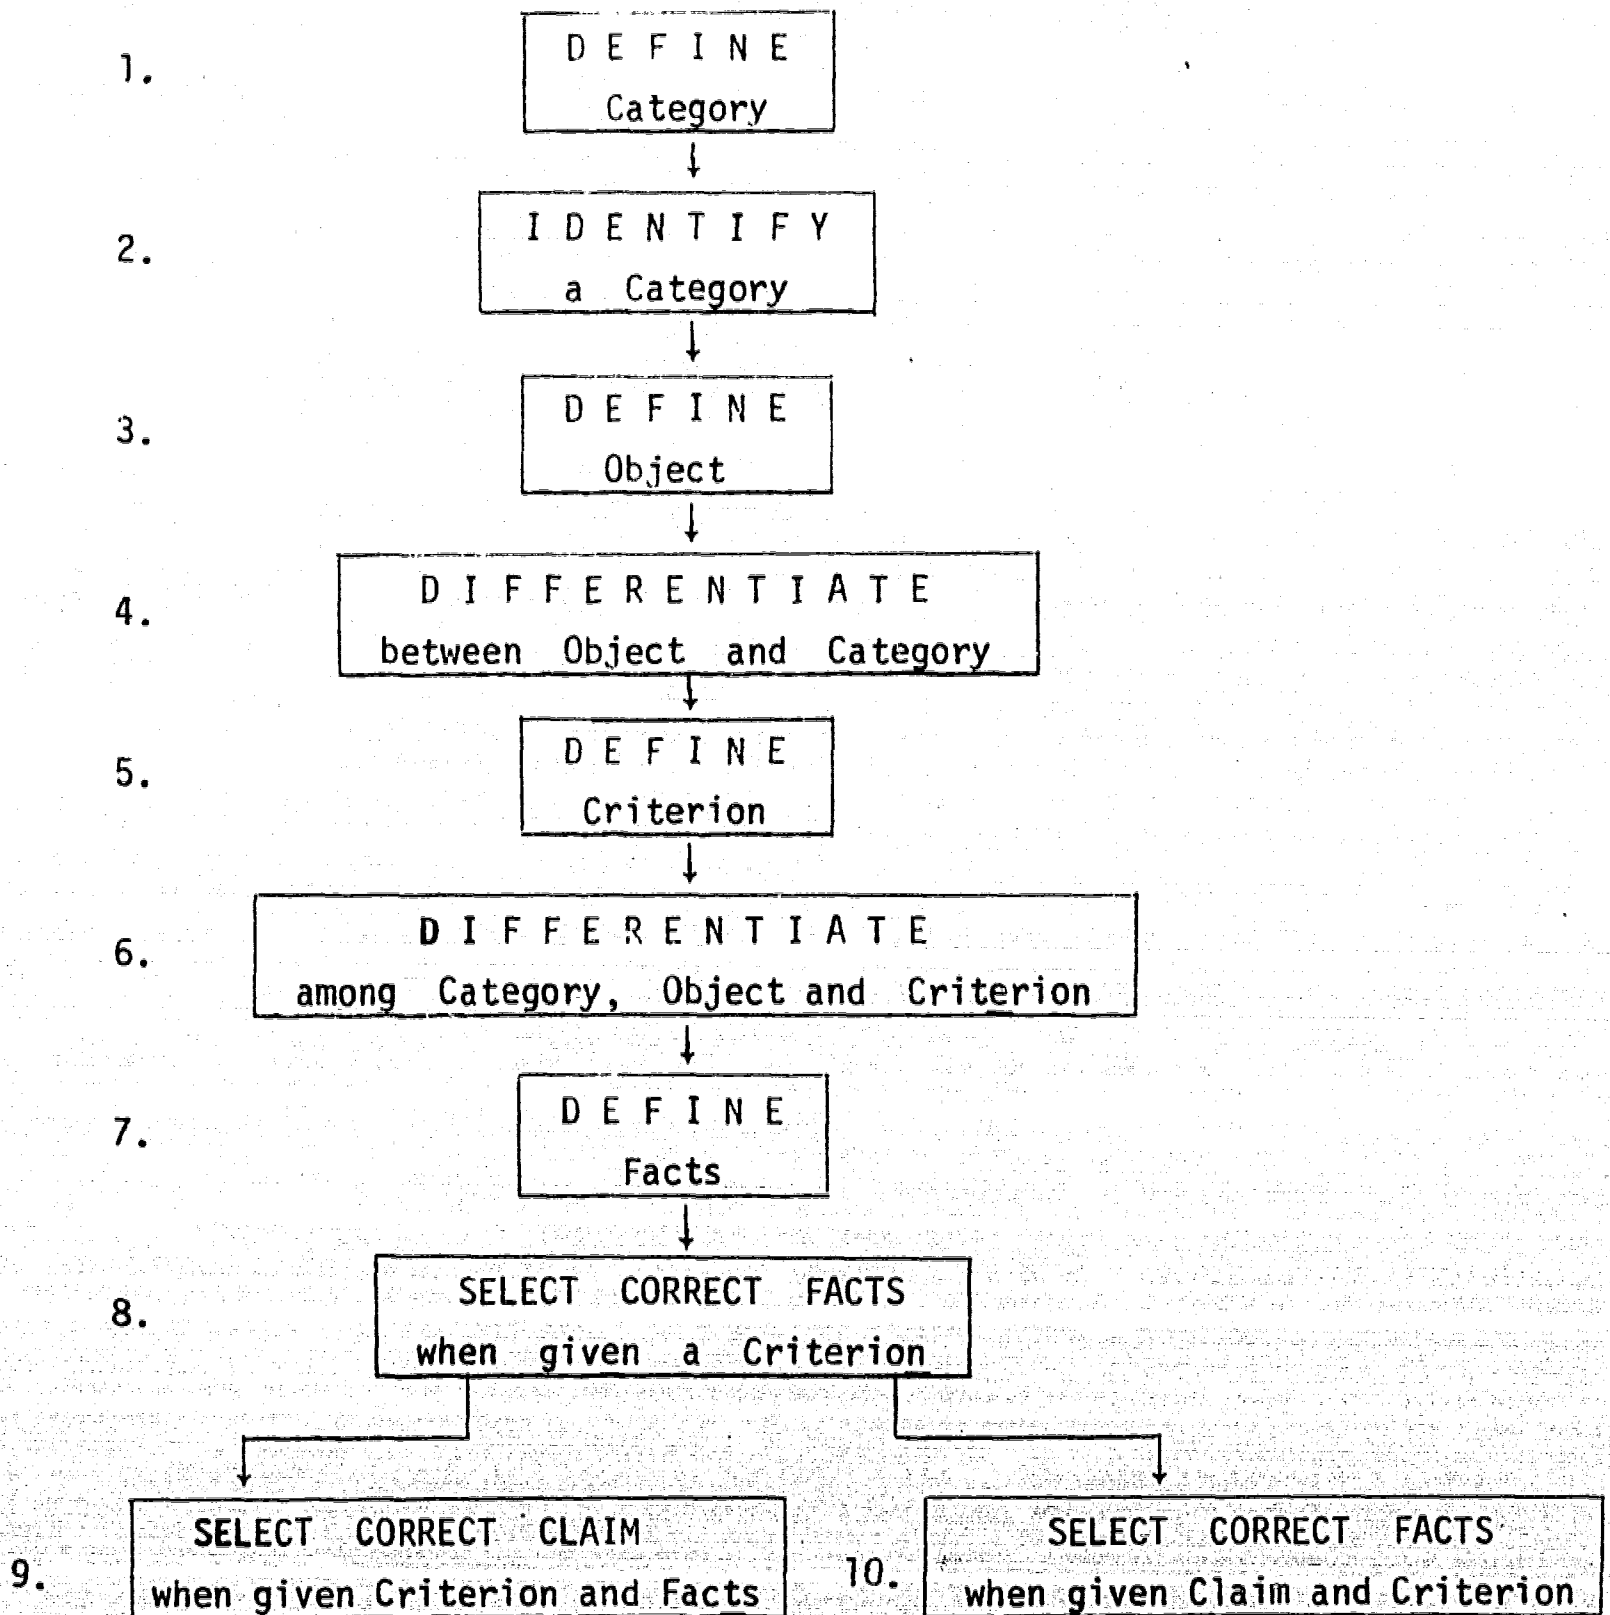 1.
D E F I N E
Category
2.
I D E N T I F Y
a Category
3.
D E F I N E
Object
4.
D I F F E R E N T I A T E
between Object and Category
5.
D E F I N E
Criterion
6.
D I F F E R E N T I A T E
among Category, Object and Criterion
7.
D E F I N E
Facts
8.
SELECT CORRECT FACTS
when given a Criterion
9.
SELECT CORRECT CLAIM
when given Criterion and Facts
10.
SELECT CORRECT FACTS
when given Claim and Criterion